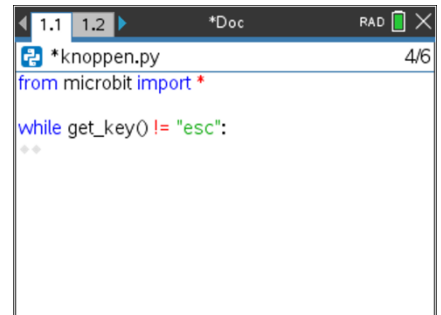 1.1 1.2 *Doc RAD
*knoppen.py 4/6
from microbit import *
while get_key() != "esc":